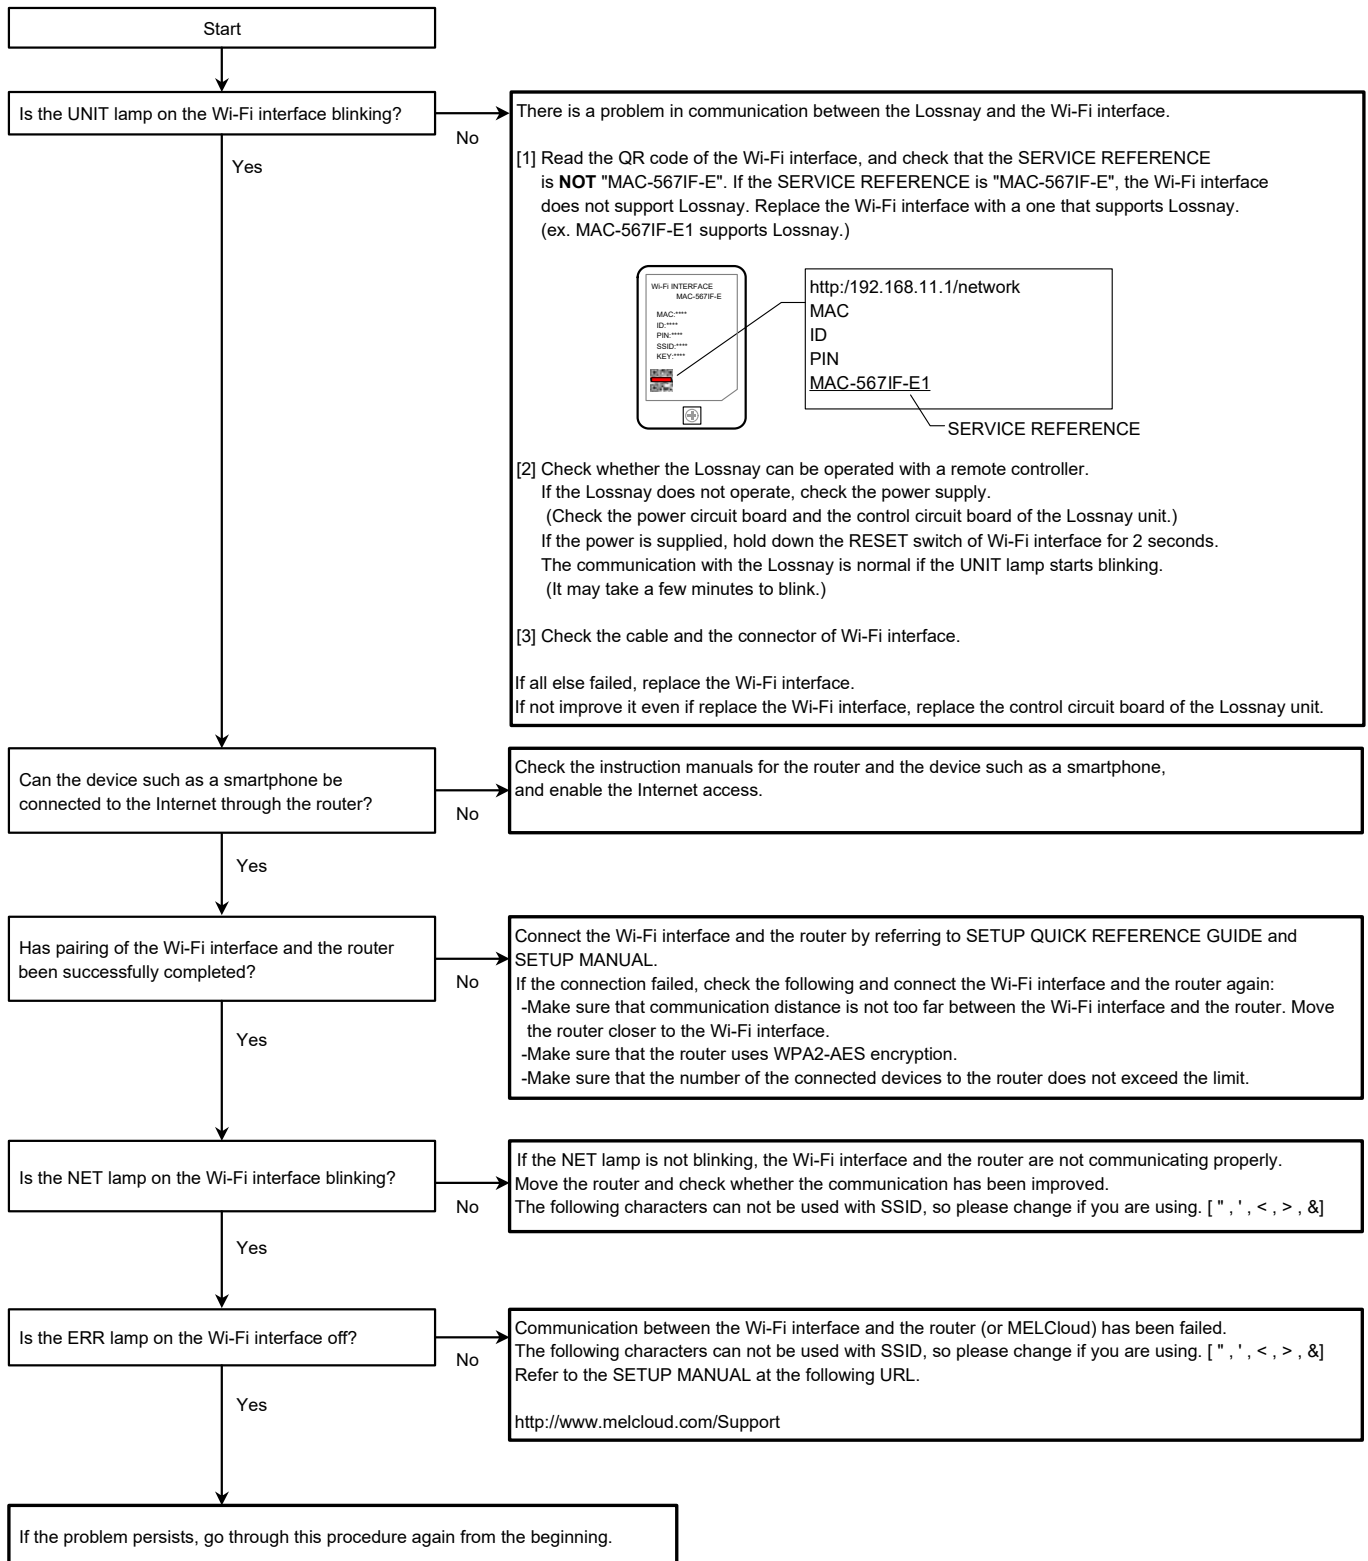 Start
Is the UNIT lamp on the Wi-Fi interface blinking?
No
Yes
There is a problem in communication between the Lossnay and the Wi-Fi interface.
[1] Read the QR code of the Wi-Fi interface, and check that the SERVICE REFERENCE
is NOT "MAC-567IF-E". If the SERVICE REFERENCE is "MAC-567IF-E", the Wi-Fi interface
does not support Lossnay. Replace the Wi-Fi interface with a one that supports Lossnay.
(ex. MAC-567IF-E1 supports Lossnay.)
Wi-Fi INTERFACE
MAC-567IF-E
MAC:****
ID:****
PIN:****
SSID:****
KEY:****
http:/192.168.11.1/network
MAC
ID
PIN
MAC-567IF-E1
SERVICE REFERENCE
[2] Check whether the Lossnay can be operated with a remote controller.
If the Lossnay does not operate, check the power supply.
(Check the power circuit board and the control circuit board of the Lossnay unit.)
If the power is supplied, hold down the RESET switch of Wi-Fi interface for 2 seconds.
The communication with the Lossnay is normal if the UNIT lamp starts blinking.
(It may take a few minutes to blink.)
[3] Check the cable and the connector of Wi-Fi interface.
If all else failed, replace the Wi-Fi interface.
If not improve it even if replace the Wi-Fi interface, replace the control circuit board of the Lossnay unit.
Can the device such as a smartphone be
connected to the Internet through the router?
No
Yes
Check the instruction manuals for the router and the device such as a smartphone,
and enable the Internet access.
Has pairing of the Wi-Fi interface and the router
been successfully completed?
No
Yes
Connect the Wi-Fi interface and the router by referring to SETUP QUICK REFERENCE GUIDE and
SETUP MANUAL.
If the connection failed, check the following and connect the Wi-Fi interface and the router again:
-Make sure that communication distance is not too far between the Wi-Fi interface and the router. Move
the router closer to the Wi-Fi interface.
-Make sure that the router uses WPA2-AES encryption.
-Make sure that the number of the connected devices to the router does not exceed the limit.
Is the NET lamp on the Wi-Fi interface blinking?
No
Yes
If the NET lamp is not blinking, the Wi-Fi interface and the router are not communicating properly.
Move the router and check whether the communication has been improved.
The following characters can not be used with SSID, so please change if you are using. [ " , ' , < , > , &]
Is the ERR lamp on the Wi-Fi interface off?
No
Yes
Communication between the Wi-Fi interface and the router (or MELCloud) has been failed.
The following characters can not be used with SSID, so please change if you are using. [ " , ' , < , > , &]
Refer to the SETUP MANUAL at the following URL.
http://www.melcloud.com/Support
If the problem persists, go through this procedure again from the beginning.